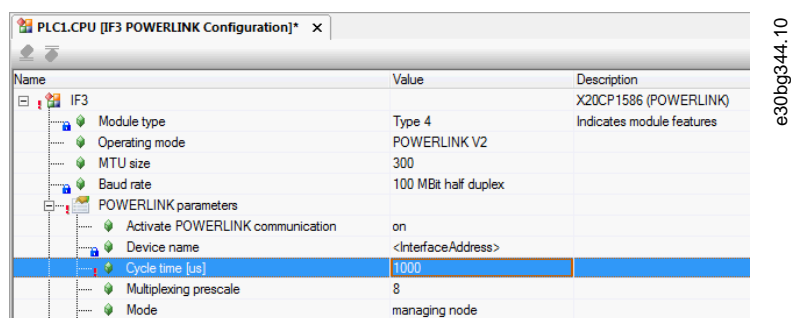 PLC1.CPU [IF3 POWERLINK Configuration]* x
Name Value Description
IF3 X20CP1586 (POWERLINK)
Module type Type 4 Indicates module features
Operating mode POWERLINK V2
MTU size 300
Baud rate 100 MBit half duplex
POWERLINK parameters
Activate POWERLINK communication on
Device name <InterfaceAddress>
Cycle time [us] 1000
Multiplexing prescale 8
Mode managing node
e30bg344.10